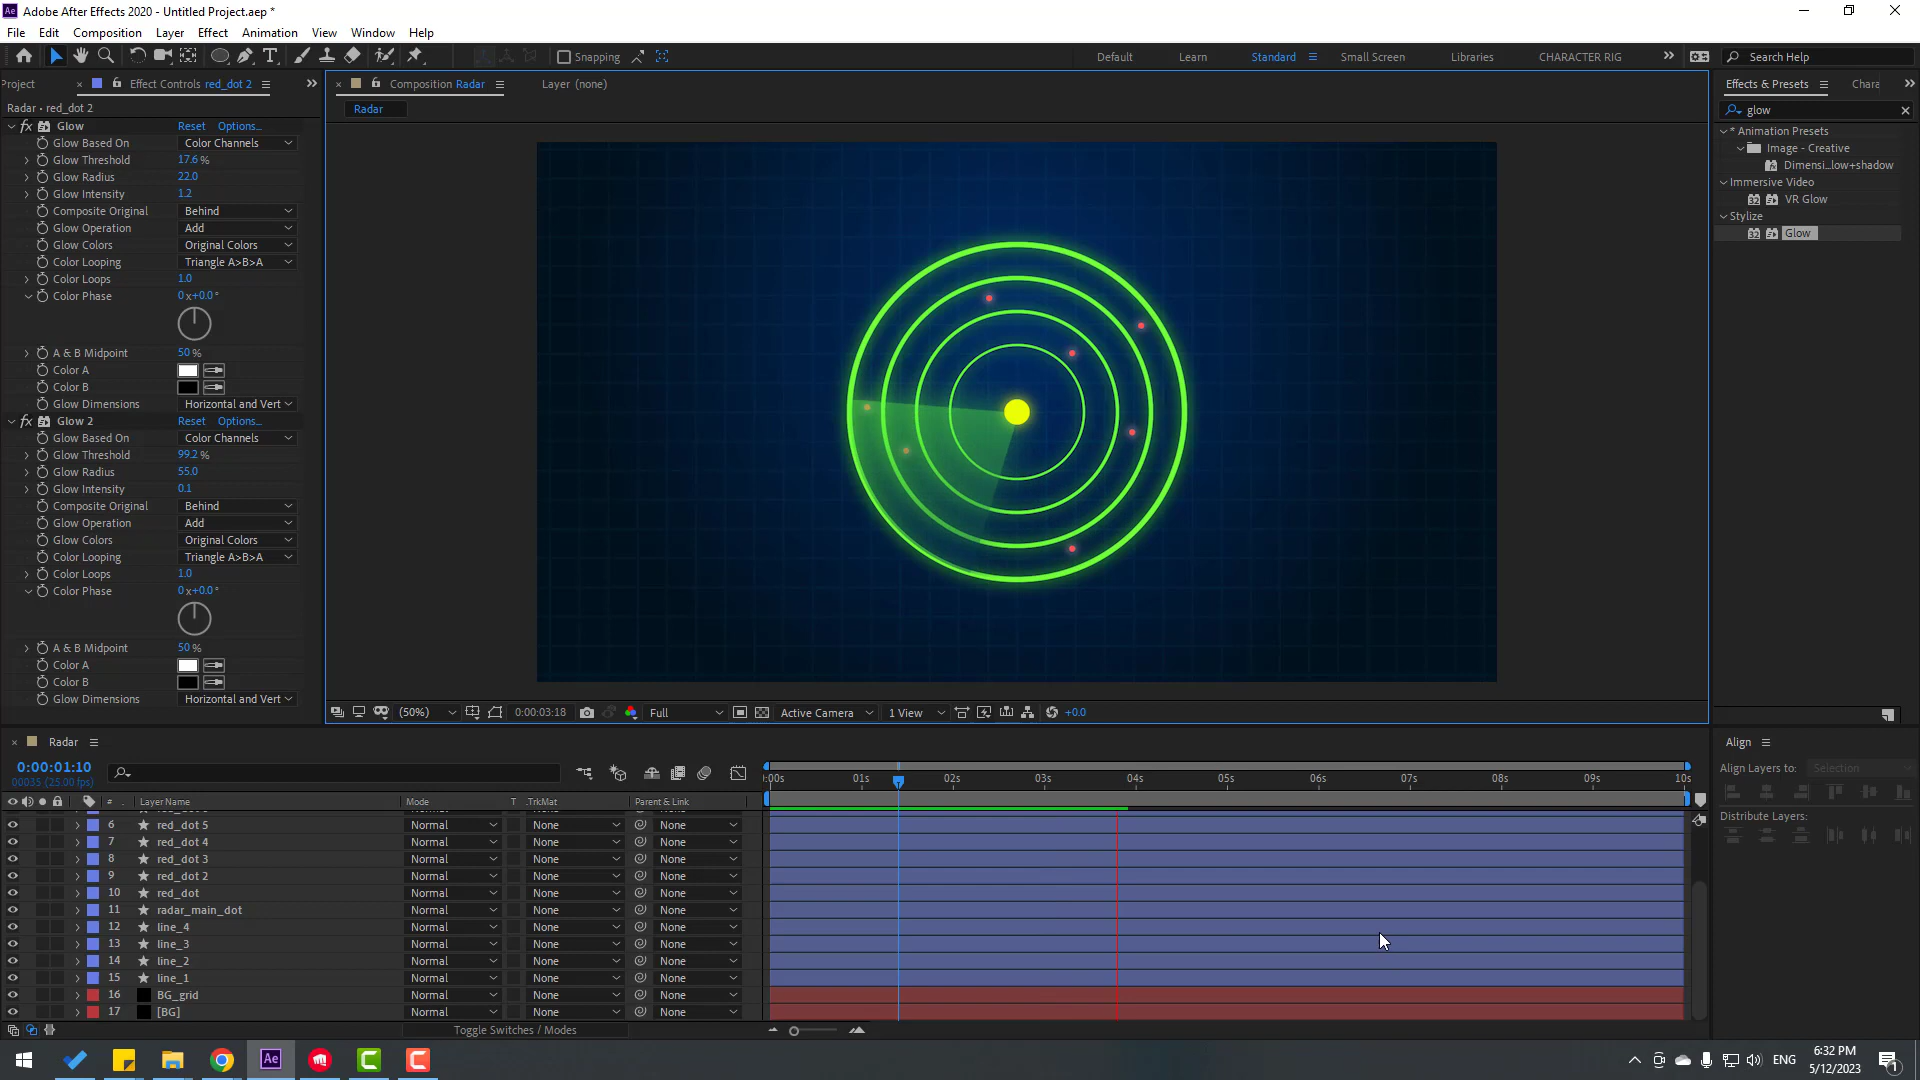 Adobe After Effects 2020 - Untitled Project.aep *
File Edit Composition Layer Effect Animation View Window Help
Snapping Default Learn Standard Small Screen Libraries CHARACTER RIG Search Help
Project Effect Controls red_dot 2 Composition Radar Layer (none) Effects & Presets Chara
Radar • red_dot 2
Radar
glow
Glow Reset Options...
Glow Based On Color Channels
Glow Threshold 17.6 %
Glow Radius 22.0
Glow Intensity 1.2
Composite Original Behind
Glow Operation Add
Glow Colors Original Colors
Color Looping Triangle A>B>A
Color Loops 1.0
Color Phase 0x+0.0°
A & B Midpoint 50 %
Color A
Color B
Glow Dimensions Horizontal and Vert
Glow 2 Reset Options...
Glow Based On Color Channels
Glow Threshold 99.2 %
Glow Radius 55.0
Glow Intensity 0.1
Composite Original Behind
Glow Operation Add
Glow Colors Original Colors
Color Looping Triangle A>B>A
Color Loops 1.0
Color Phase 0x+0.0°
A & B Midpoint 50 %
Color A
Color B
Glow Dimensions Horizontal and Vert
* Animation Presets
Image - Creative
Dimensi...low+shadow
Immersive Video
32 VR Glow
Stylize
32 Glow
(50%) 0:00:03:18 Full Active Camera 1 View +0.0
Radar
0:00:01:10
00035 (25.00 fps)
:00s 01s 02s 03s 04s 05s 06s 07s 08s 09s 10s
# Layer Name Mode T .TrkMat Parent & Link
6 red_dot 5 Normal None None
7 red_dot 4 Normal None None
8 red_dot 3 Normal None None
9 red_dot 2 Normal None None
10 red_dot Normal None None
11 radar_main_dot Normal None None
12 line_4 Normal None None
13 line_3 Normal None None
14 line_2 Normal None None
15 line_1 Normal None None
16 BG_grid Normal None None
17 [BG] Normal None None
Toggle Switches / Modes
Align
Align Layers to: Selection
Distribute Layers:
Ae
ENG
6:32 PM
5/12/2023
1